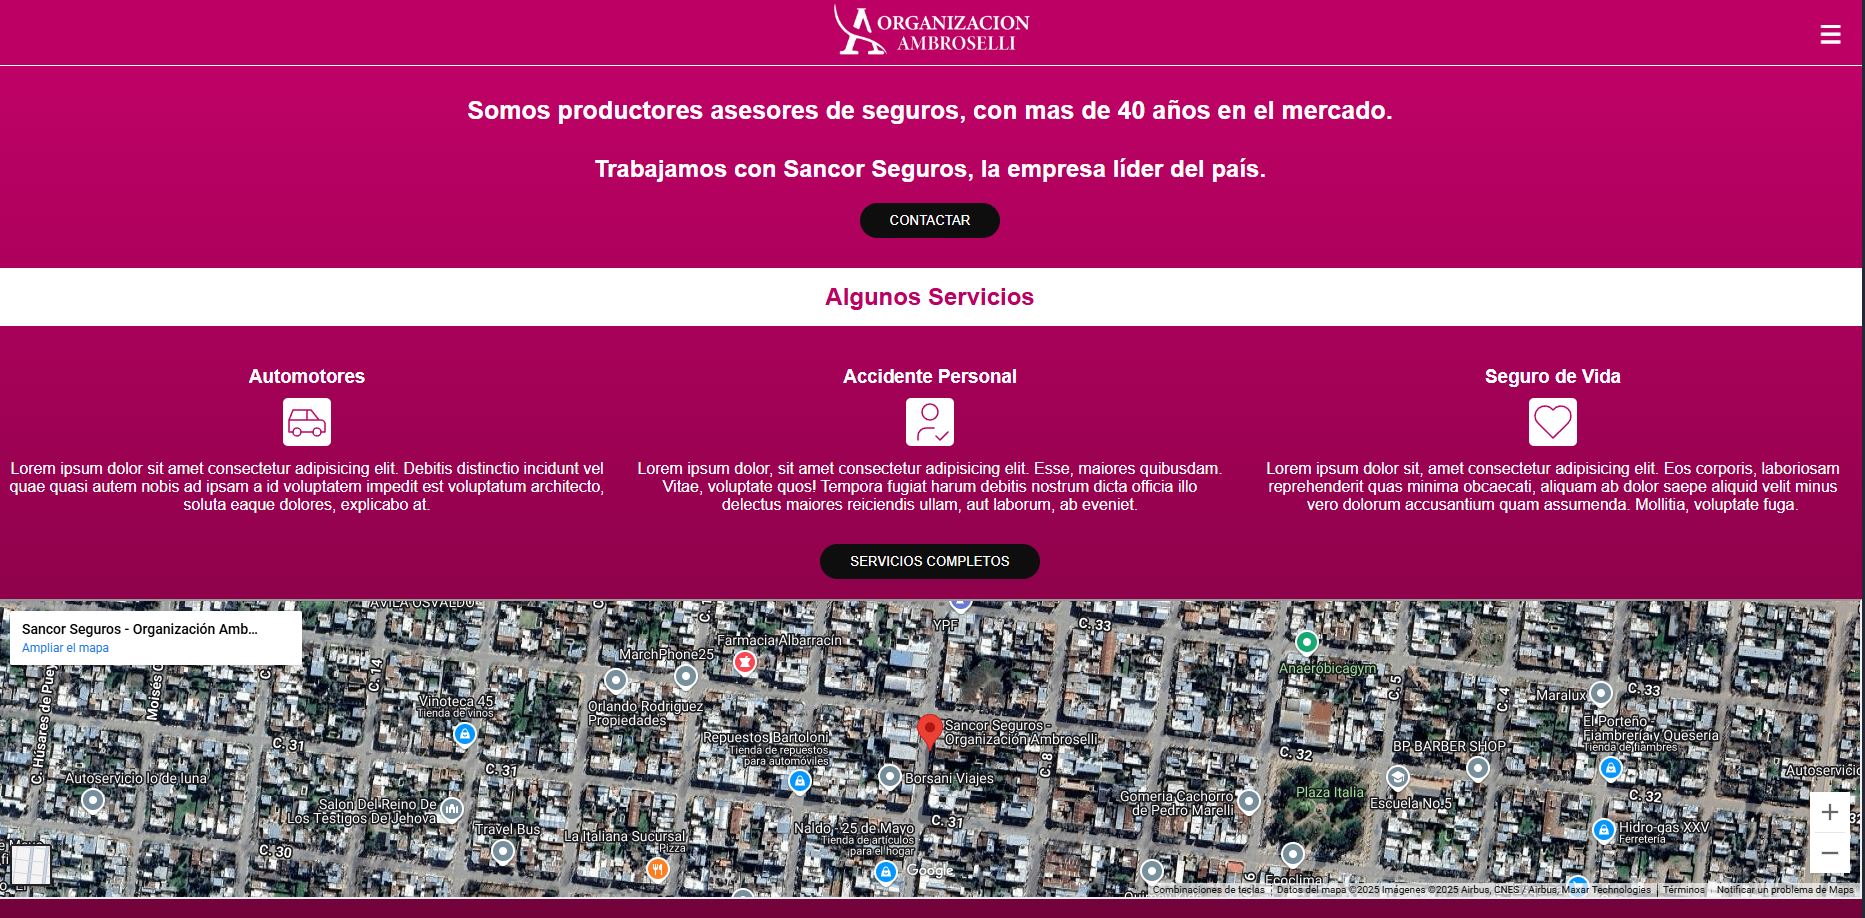 ORGANIZACION
AMBROSELLI
Somos productores asesores de seguros, con mas de 40 años en el mercado.
Trabajamos con Sancor Seguros, la empresa líder del país.
CONTACTAR
Algunos Servicios
Automotores
Accidente Personal
Seguro de Vida
Lorem ipsum dolor sit amet consectetur adipisicing elit. Debitis distinctio incidunt vel
quae quasi autem nobis ad ipsam a id voluptatem impedit est voluptatum architecto,
soluta eaque dolores, explicabo at.
Lorem ipsum dolor, sit amet consectetur adipisicing elit. Esse, maiores quibusdam.
Vitae, voluptate quos! Tempora fugiat harum debitis nostrum dicta officia illo
delectus maiores reiciendis ullam, aut laborum, ab eveniet.
Lorem ipsum dolor sit, amet consectetur adipisicing elit. Eos corporis, laboriosam
reprehenderit quas minima obcaecati, aliquam ab dolor saepe aliquid velit minus
vero dolorum accusantium quam assumenda. Mollitia, voluptate fuga.
SERVICIOS COMPLETOS
Sancor Seguros - Organización Amb...
Ampliar el mapa
AVILA OSVALDO
YPF
C. 33
Farmacia Albarracín
MarchPhone25
Anaeróbicagym
C. 14
C. 5
C. 4
Maralux
C. 33
Vinoteca 45
Tienda de vinos
Orlando Rodriguez
Propiedades
Sancor Seguros -
Organización Ambroselli
El Porteño -
Fiambrería y Quesería
Tienda de fiambres
Repuestos Bartoloni
Tienda de repuestos
para automóviles
C. 31
C. 31
C. 8
C. 32
BP BARBER SHOP
Autoservicio lo de luna
Borsani Viajes
Autoservicio
Plaza Italia
Escuela No.5
Gomeria Cachorro
de Pedro Marelli
C. 32
Salon Del Reino De
Los Testigos De Jehova
Travel Bus
La Italiana Sucursal
Pizza
Naldo - 25 de Mayo
Tienda de artículos
para el hogar
C. 31
Hidro-gas XXV
Ferretería
C. 30
Google
Ecoclima
Combinaciones de teclas
Datos del mapa ©2025 Imágenes ©2025 Airbus, CNES / Airbus, Maxar Technologies
Términos
Notificar un problema de Maps